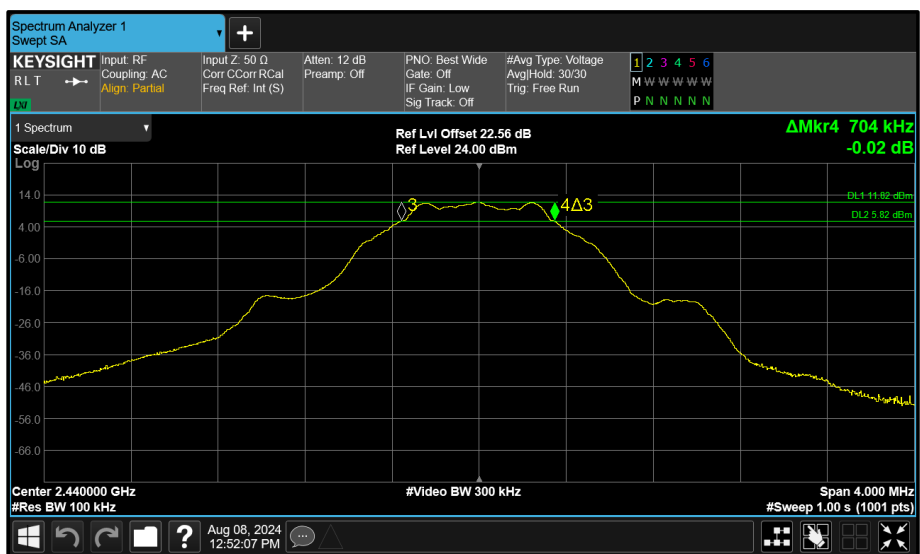 Spectrum Analyzer 1
Swept SA
KEYSIGHT
R L T
LXI
Input: RF
Coupling: AC
Align: Partial
Input Z: 50 Ω
Corr CCorr RCal
Freq Ref: Int (S)
Atten: 12 dB
Preamp: Off
PNO: Best Wide
Gate: Off
IF Gain: Low
Sig Track: Off
#Avg Type: Voltage
Avg|Hold: 30/30
Trig: Free Run
1 2 3 4 5 6
M W W W W W
P N N N N N
1 Spectrum
Scale/Div 10 dB
Ref Lvl Offset 22.56 dB
Ref Level 24.00 dBm
ΔMkr4 704 kHz
-0.02 dB
Log
14.0
4.00
-6.00
-16.0
-26.0
-36.0
-46.0
-56.0
-66.0
3
4Δ3
DL1 11.82 dBm
DL2 5.82 dBm
Center 2.440000 GHz
#Res BW 100 kHz
#Video BW 300 kHz
Span 4.000 MHz
#Sweep 1.00 s (1001 pts)
?
Aug 08, 2024
12:52:07 PM